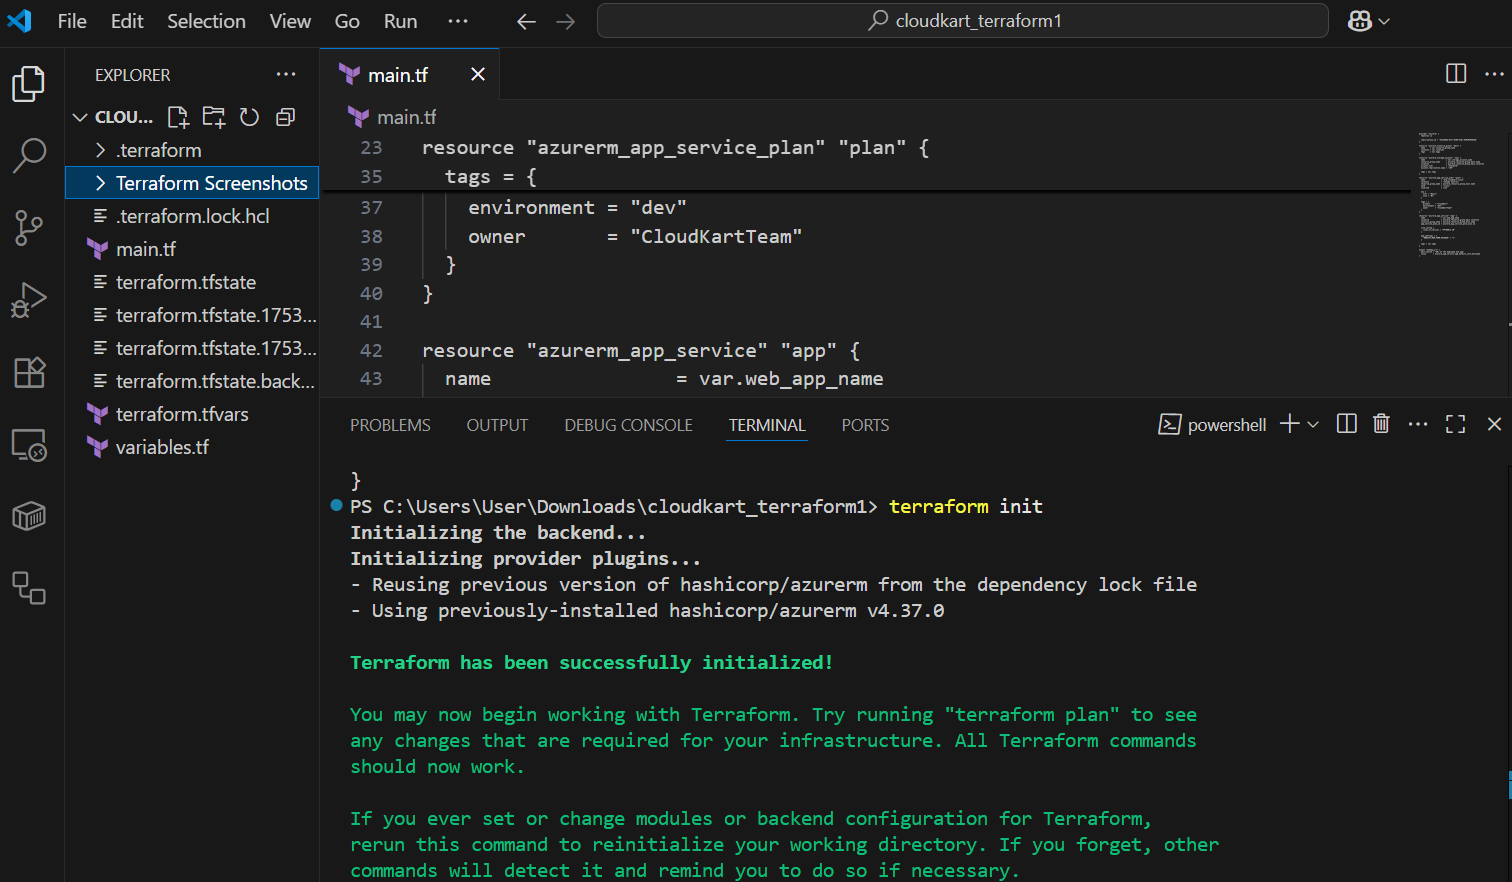 File Edit Selection View Go Run ··· cloudkart_terraform1
EXPLORER ···
CLOU...
.terraform
Terraform Screenshots
.terraform.lock.hcl
main.tf
terraform.tfstate
terraform.tfstate.1753...
terraform.tfstate.1753...
terraform.tfstate.back...
terraform.tfvars
variables.tf
main.tf
main.tf
23 resource "azurerm_app_service_plan" "plan" {
35 tags = {
37 environment = "dev"
38 owner = "CloudKartTeam"
39 }
40 }
41
42 resource "azurerm_app_service" "app" {
43 name = var.web_app_name
PROBLEMS OUTPUT DEBUG CONSOLE TERMINAL PORTS powershell
}
PS C:\Users\User\Downloads\cloudkart_terraform1> terraform init
Initializing the backend...
Initializing provider plugins...
- Reusing previous version of hashicorp/azurerm from the dependency lock file
- Using previously-installed hashicorp/azurerm v4.37.0
Terraform has been successfully initialized!
You may now begin working with Terraform. Try running "terraform plan" to see
any changes that are required for your infrastructure. All Terraform commands
should now work.
If you ever set or change modules or backend configuration for Terraform,
rerun this command to reinitialize your working directory. If you forget, other
commands will detect it and remind you to do so if necessary.